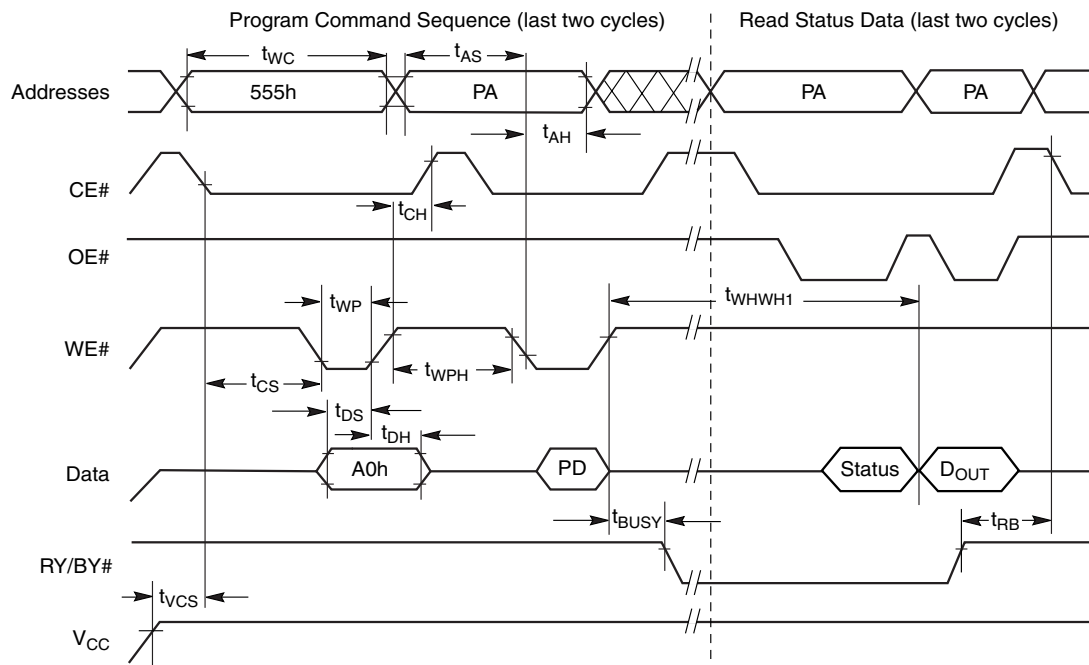 Program Command Sequence (last two cycles)
Read Status Data (last two cycles)
tWC
tAS
Addresses
555h
PA
PA
PA
tAH
CE#
tCH
OE#
tWP
tWHWH1
WE#
tCS
tWPH
tDS
tDH
Data
A0h
PD
Status
DOUT
tBUSY
tRB
RY/BY#
tVCS
VCC